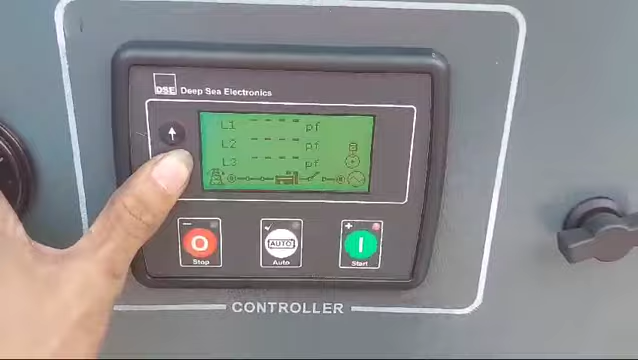 DSE Deep Sea Electronics
L1 ---- pf
L2 ---- pf
L3 ---- pf
Stop
AUTO
Auto
Start
CONTROLLER